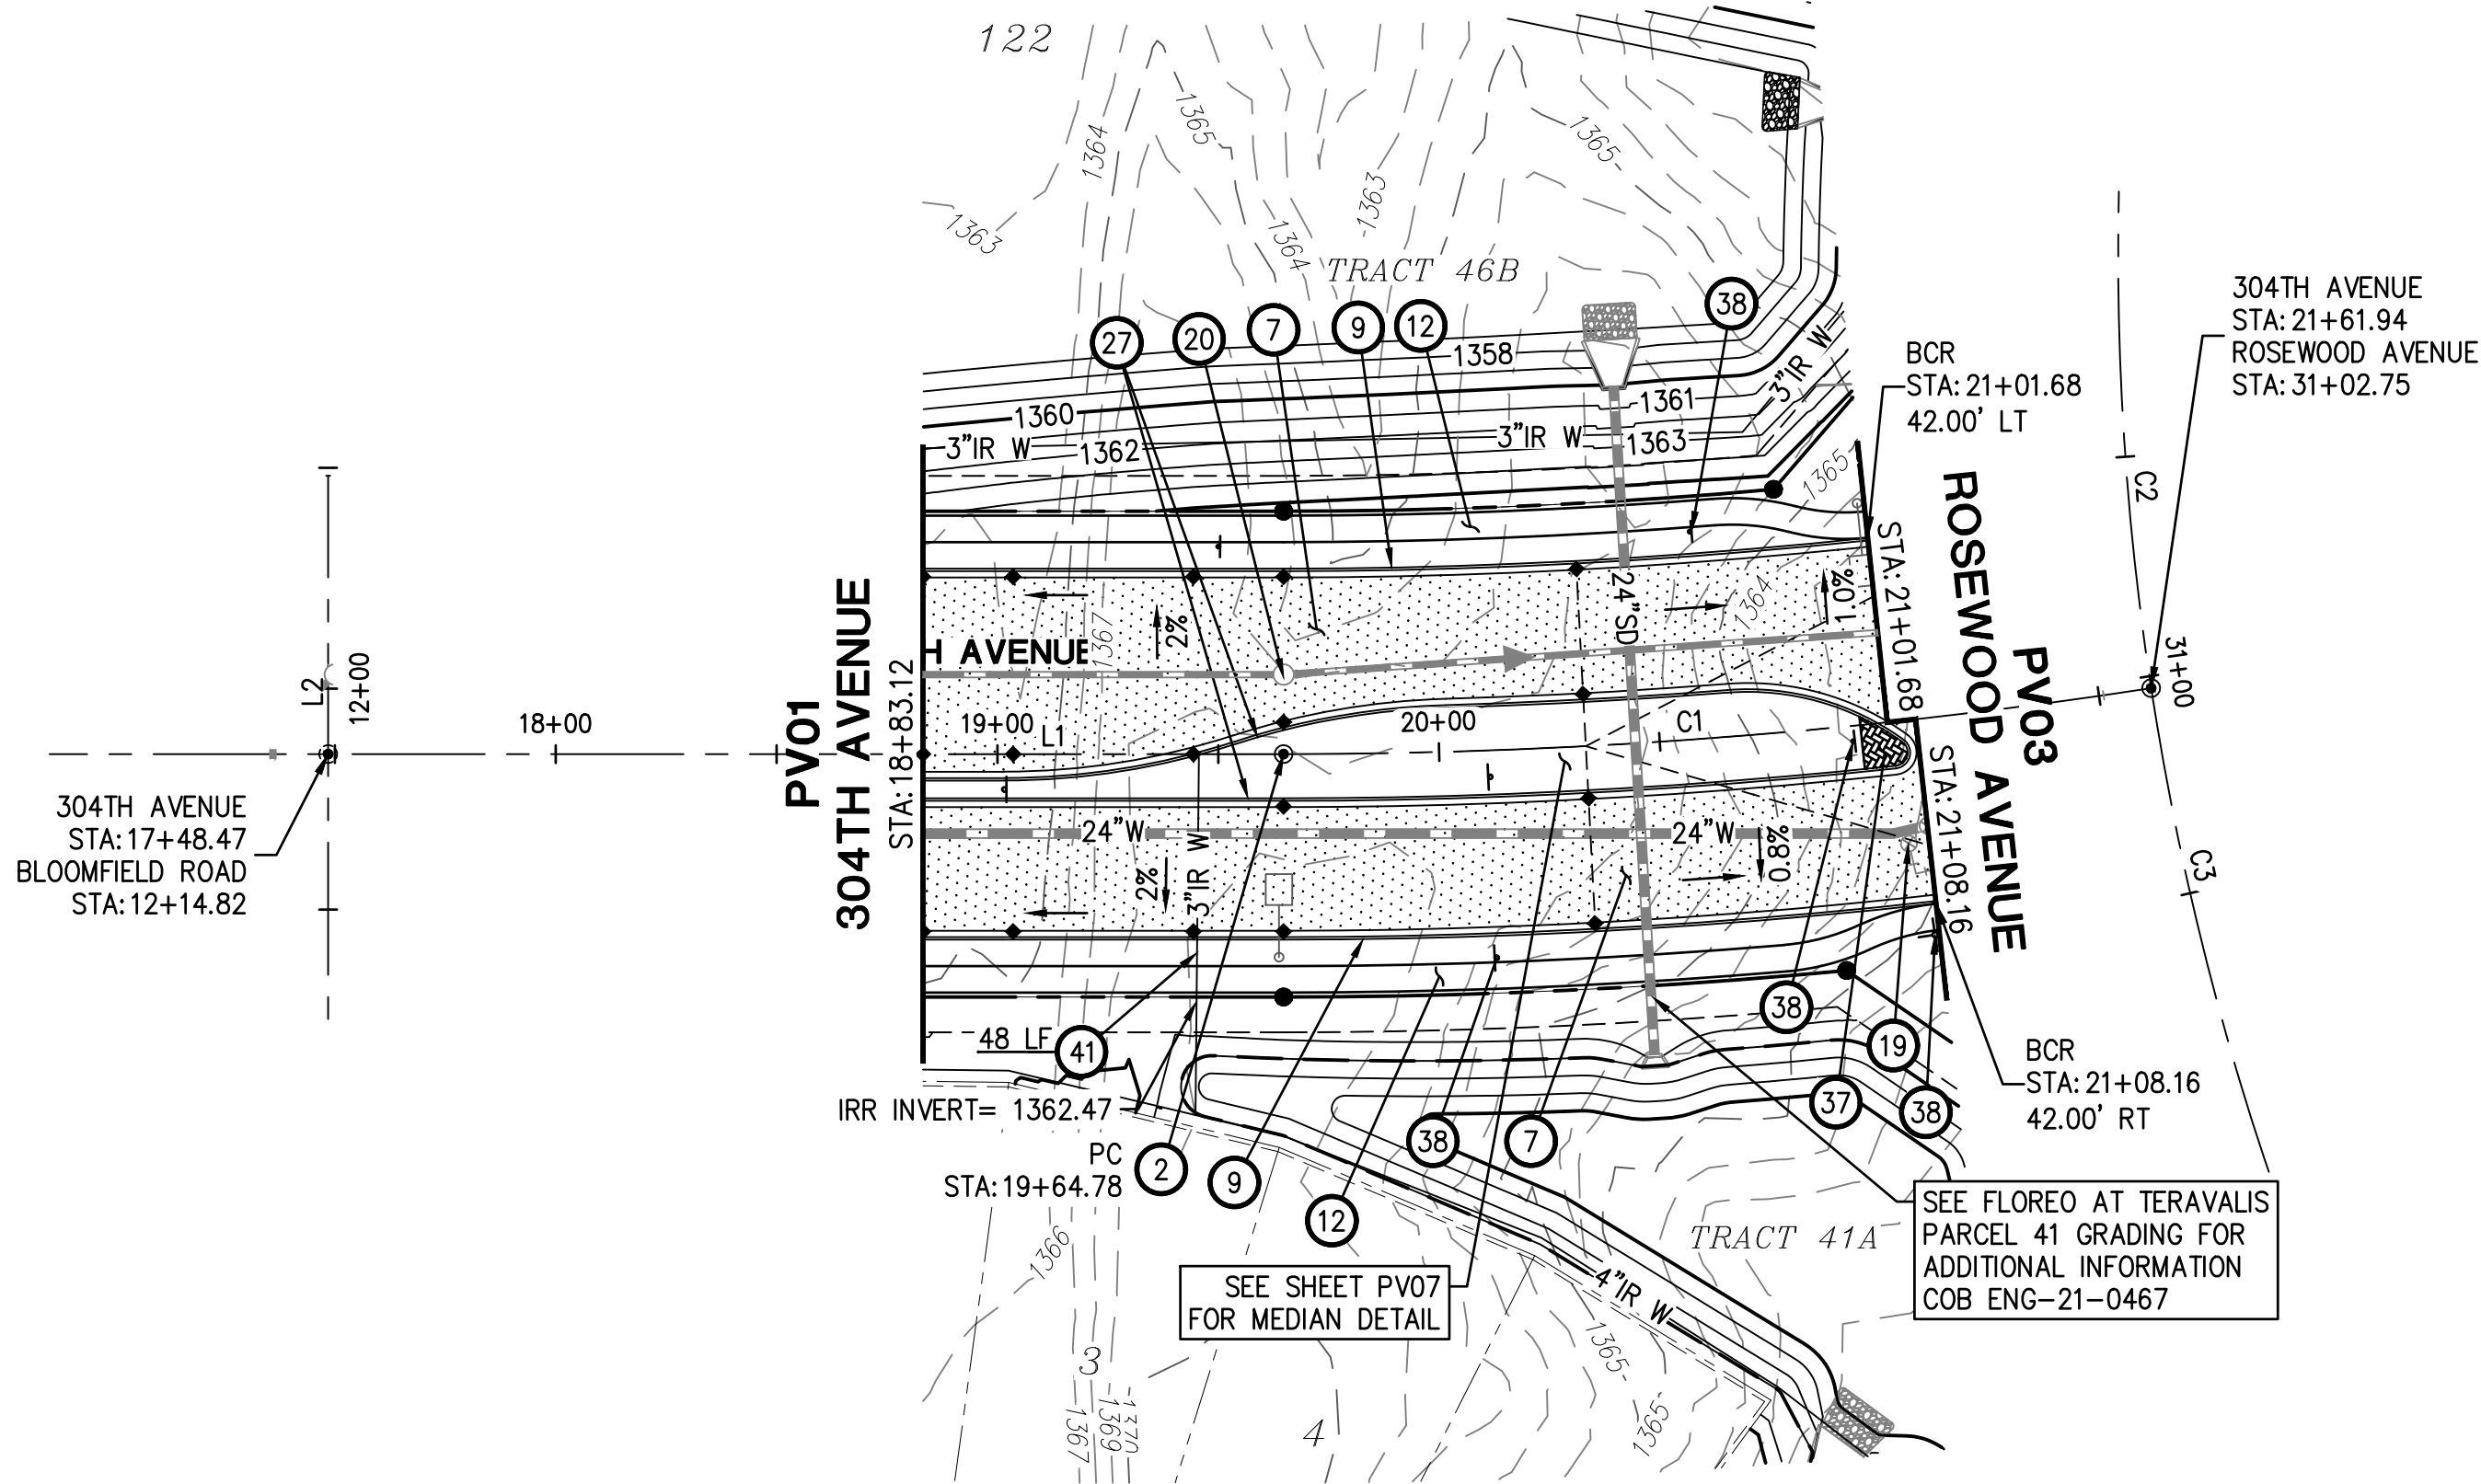 122
1364
1365
1363
1364
1363
1365
TRACT 46B
27
20
7
9
12
38
1358
1360
1361
3"IR W
3"IR W
1362
3"IR W
1363
1365
304TH AVENUE
STA: 21+61.94
ROSEWOOD AVENUE
STA: 31+02.75
BCR
STA: 21+01.68
42.00' LT
C2
L2
12+00
18+00
304TH AVENUE
STA: 17+48.47
BLOOMFIELD ROAD
STA: 12+14.82
PV01
304TH AVENUE
STA: 18+83.12
H AVENUE
1367
2%
24"SD
1364
1.0%
STA: 21+01.68
ROSEWOOD AVENUE
PV03
31+00
19+00
L1
20+00
C1
24"W
24"W
2%
3"IR W
0.8%
STA: 21+08.16
C3
48 LF
41
IRR INVERT= 1362.47
PC
STA: 19+64.78
2
9
12
38
7
38
37
19
38
BCR
STA: 21+08.16
42.00' RT
SEE FLOREO AT TERAVALIS
PARCEL 41 GRADING FOR
ADDITIONAL INFORMATION
COB ENG-21-0467
TRACT 41A
SEE SHEET PV07
FOR MEDIAN DETAIL
4"IR W
1366
3
4
1367
1369
1370
1365
1365